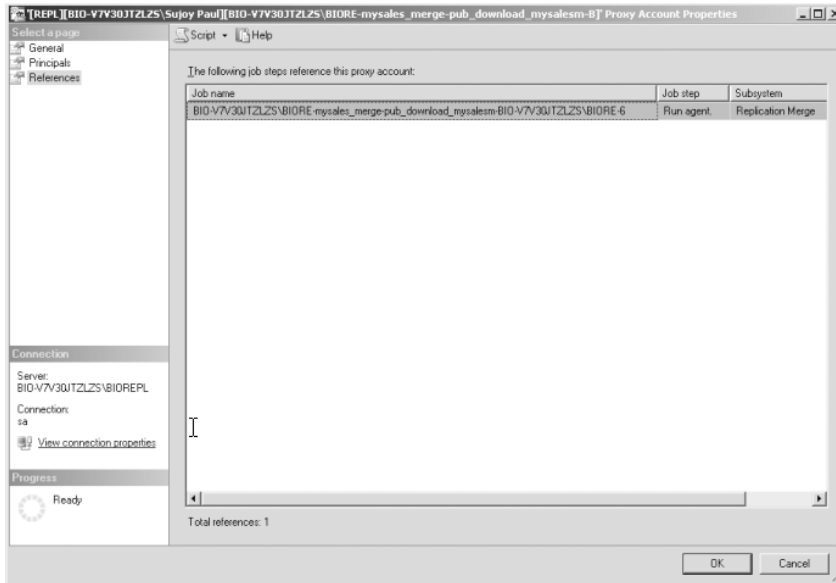 '[REPL][BIO-V7V30JTZLZS\Sujoy Paul][BIO-V7V30JTZLZS\BIORE-mysales_merge-pub_download_mysalesm-B]' Proxy Account Properties
Select a page
General
Principals
References
Script
Help
The following job steps reference this proxy account:
Job name
Job step
Subsystem
BIO-V7V30JTZLZS\BIORE-mysales_merge-pub_download_mysalesm-BIO-V7V30JTZLZS\BIORE-6
Run agent.
Replication Merge
Connection
Server:
BIO-V7V30JTZLZS\BIOREPL
Connection:
sa
View connection properties
Progress
Ready
Total references: 1
OK
Cancel